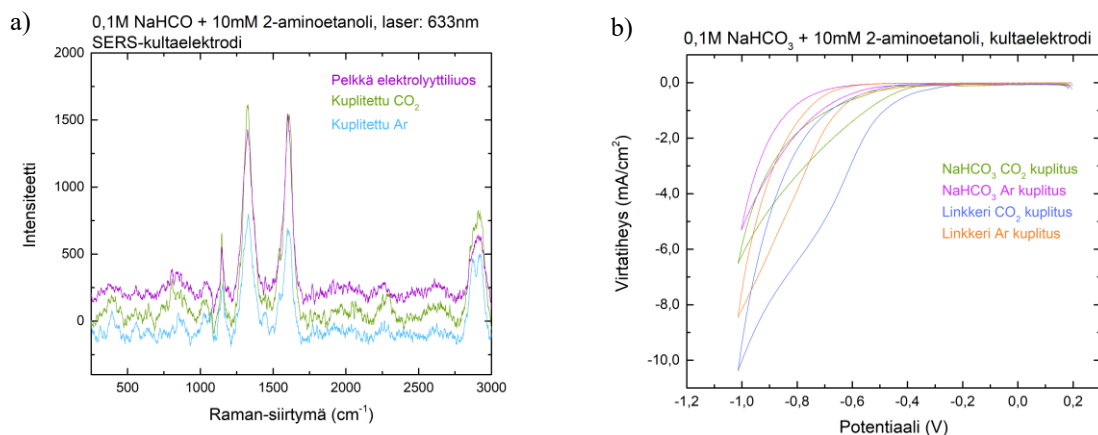 a)
0,1M NaHCO + 10mM 2-aminoetanoli, laser: 633nm
SERS-kultaelektrodi
2000
1500
1000
500
0
Intensiteetti
Pelkkä elektrolyyttiliuos
Kuplitettu CO₂
Kuplitettu Ar
500 1000 1500 2000 2500 3000
Raman-siirtymä (cm⁻¹)
b)
0,1M NaHCO₃ + 10mM 2-aminoetanoli, kultaelektrodi
0,0
-2,0
-4,0
-6,0
-8,0
-10,0
Virtatiheys (mA/cm²)
NaHCO₃ CO₂ kuplitus
NaHCO₃ Ar kuplitus
Linkkeri CO₂ kuplitus
Linkkeri Ar kuplitus
-1,2 -1,0 -0,8 -0,6 -0,4 -0,2 0,0 0,2
Potentiaali (V)